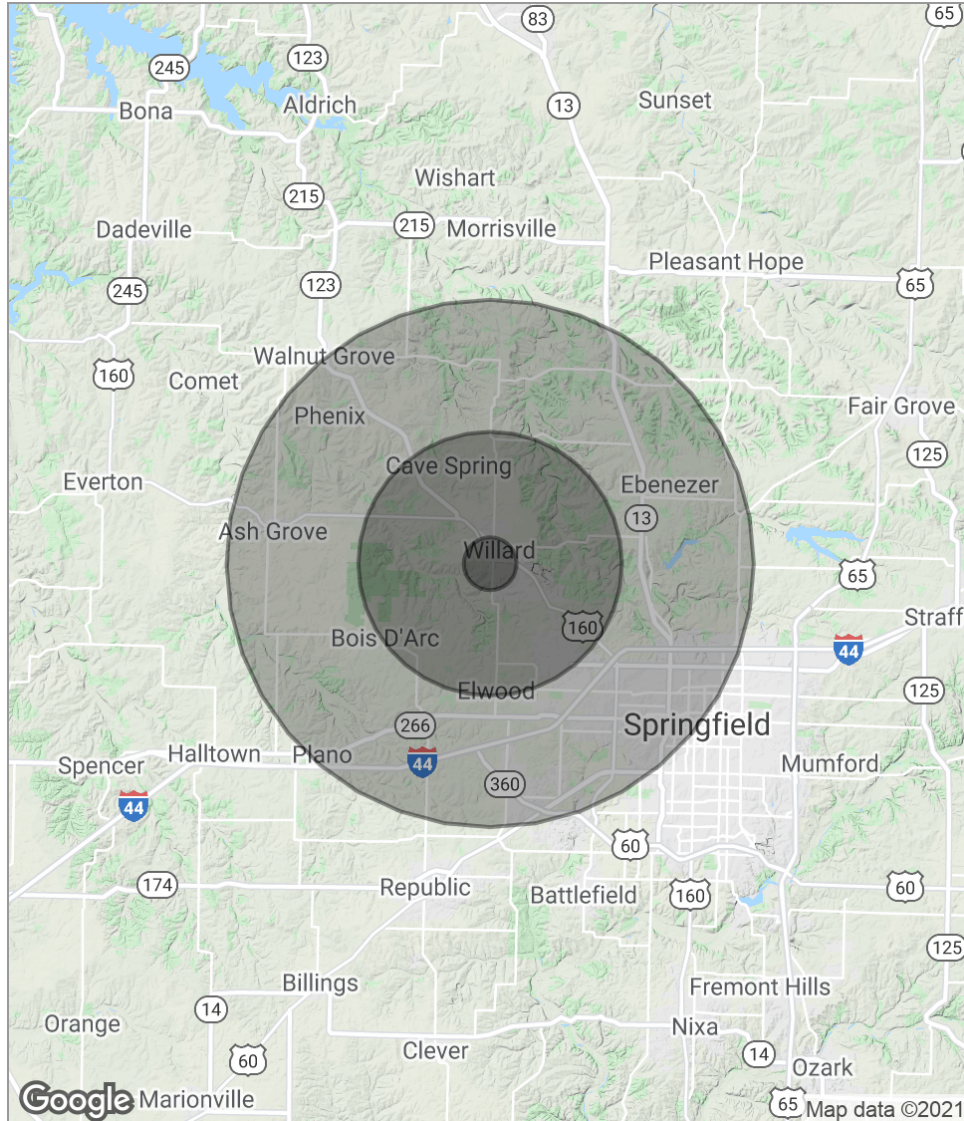 83
65
245
123
Bona
Aldrich
Sunset
13
Wishart
215
215
Dadeville
Morrisville
Pleasant Hope
123
245
65
Walnut Grove
160
Comet
Phenix
Fair Grove
Cave Spring
125
Everton
Ebenezer
13
Ash Grove
Willard
65
Straff
160
Bois D'Arc
44
Elwood
125
266
Springfield
Halltown
Plano
44
Spencer
Mumford
360
44
60
174
Republic
Battlefield
160
60
125
Billings
Fremont Hills
14
Orange
Nixa
Clever
14
60
Ozark
Google
Marionville
65
Map data ©2021